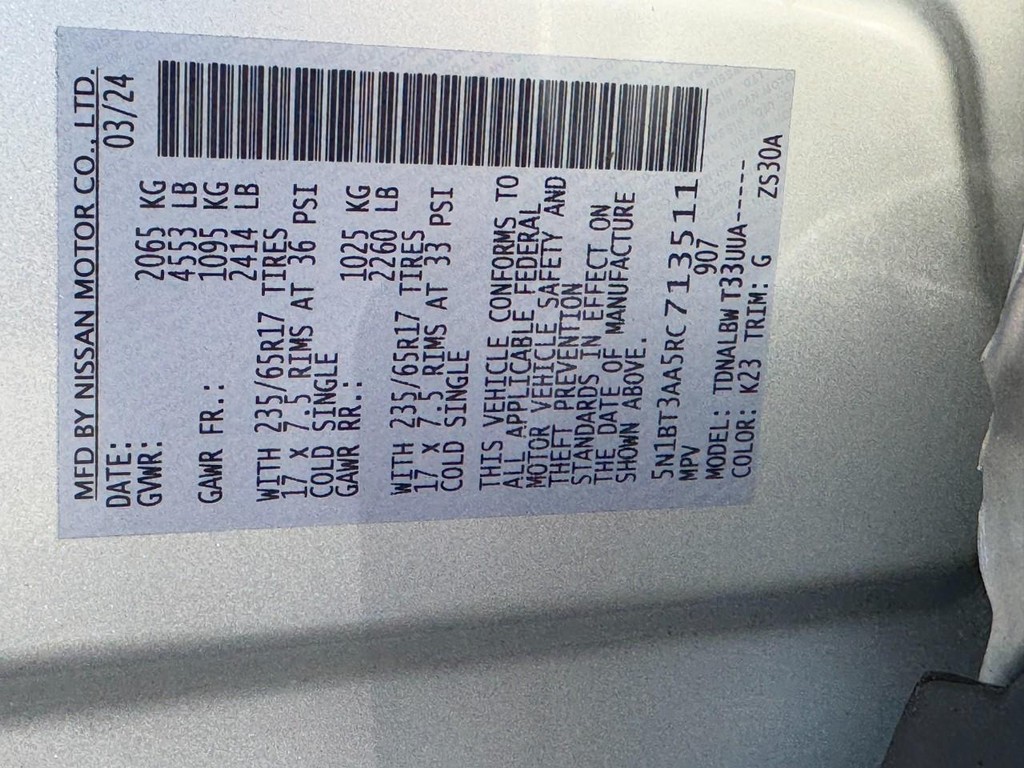 MFD BY NISSAN MOTOR CO., LTD.
DATE: 03/24
GVWR: 2065 KG
4553 LB
GAWR FR.: 1095 KG
2414 LB
WITH 235/65R17 TIRES
17 X 7.5 RIMS AT 36 PSI
COLD SINGLE
GAWR RR.: 1025 KG
2260 LB
WITH 235/65R17 TIRES
17 X 7.5 RIMS AT 33 PSI
COLD SINGLE
THIS VEHICLE CONFORMS TO
ALL APPLICABLE FEDERAL
MOTOR VEHICLE SAFETY AND
THEFT PREVENTION
STANDARDS IN EFFECT ON
THE DATE OF MANUFACTURE
SHOWN ABOVE.
5N1BT3AA5RC713511
MPV 907
MODEL: TDNALBW T33UUA-----
COLOR: K23 TRIM: G ZS30A